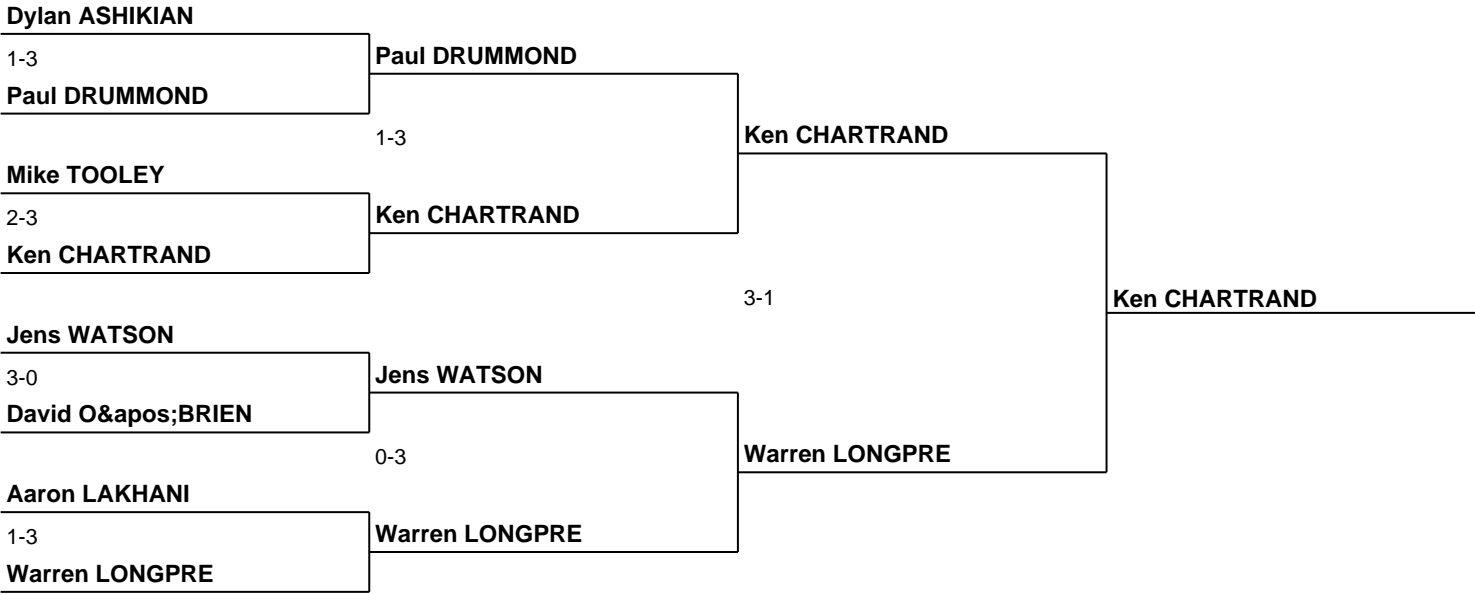 Dylan ASHIKIAN
1-3
Paul DRUMMOND
Paul DRUMMOND
1-3
Ken CHARTRAND
Mike TOOLEY
2-3
Ken CHARTRAND
Ken CHARTRAND
3-1
Ken CHARTRAND
Jens WATSON
3-0
Jens WATSON
David O&apos;BRIEN
0-3
Warren LONGPRE
Aaron LAKHANI
1-3
Warren LONGPRE
Warren LONGPRE